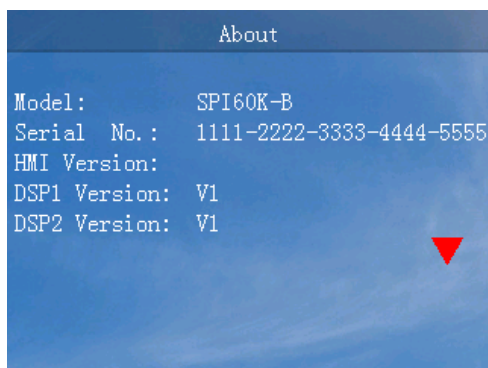 About
Model: SPI60K-B
Serial No.: 1111-2222-3333-4444-5555
HMI Version:
DSP1 Version: V1
DSP2 Version: V1